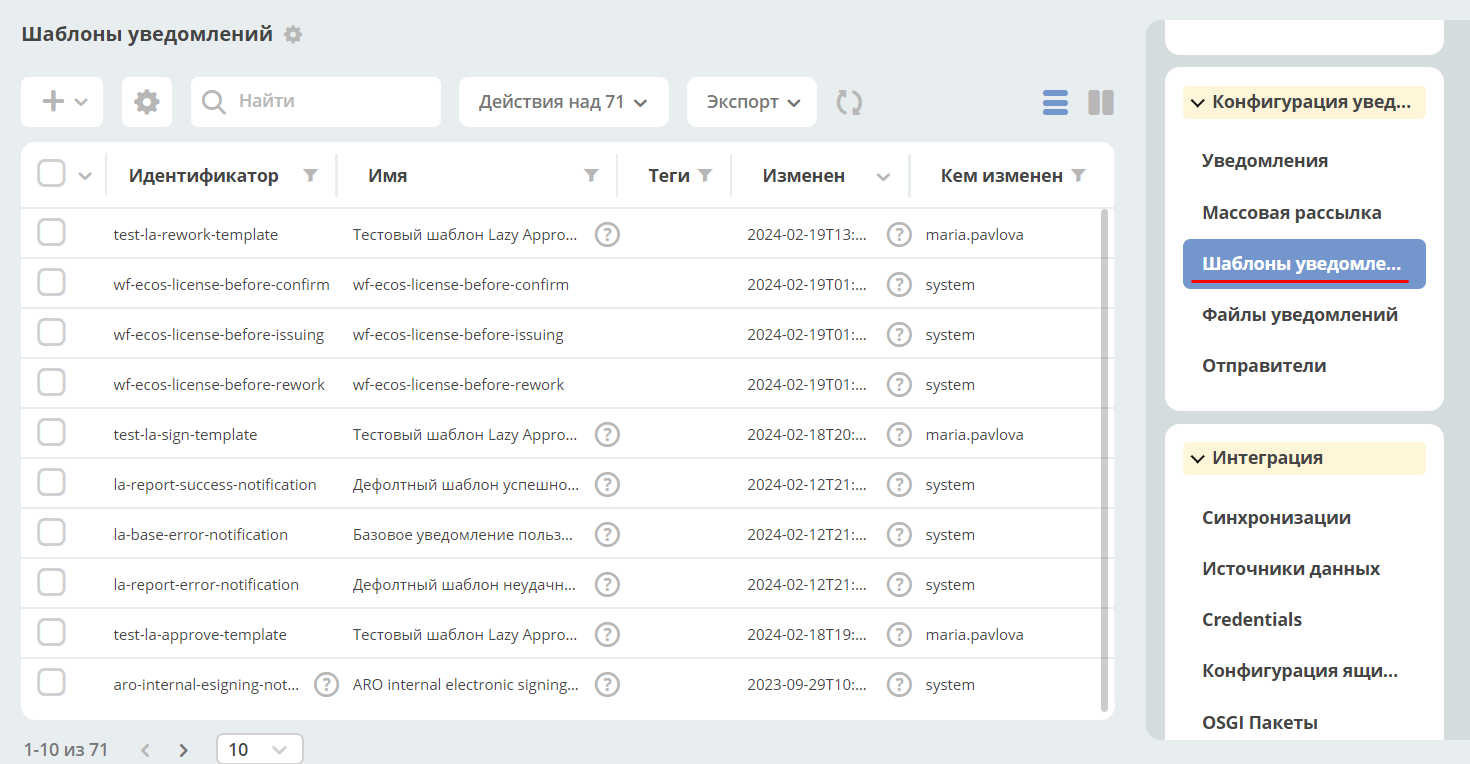 Шаблоны уведомлений
Найти
Действия над 71
Экспорт
Идентификатор Имя Теги Изменен Кем изменен
test-la-rework-template Тестовый шаблон Lazy Appro... ? 2024-02-19T13:... ? maria.pavlova
wf-ecos-license-before-confirm wf-ecos-license-before-confirm 2024-02-19T01:... ? system
wf-ecos-license-before-issuing wf-ecos-license-before-issuing 2024-02-19T01:... ? system
wf-ecos-license-before-rework wf-ecos-license-before-rework 2024-02-19T01:... ? system
test-la-sign-template Тестовый шаблон Lazy Appro... ? 2024-02-18T20:... ? maria.pavlova
la-report-success-notification Дефолтный шаблон успешно... ? 2024-02-12T21:... ? system
la-base-error-notification Базовое уведомление польз... ? 2024-02-12T21:... ? system
la-report-error-notification Дефолтный шаблон неудачн... ? 2024-02-12T21:... ? system
test-la-approve-template Тестовый шаблон Lazy Appro... ? 2024-02-18T19:... ? maria.pavlova
aro-internal-esigning-not... ? ARO internal electronic signing... ? 2023-09-29T10:... ? system
1-10 из 71
10
Конфигурация увед...
Уведомления
Массовая рассылка
Шаблоны уведомле...
Файлы уведомлений
Отправители
Интеграция
Синхронизации
Источники данных
Credentials
Конфигурация ящи...
OSGI Пакеты